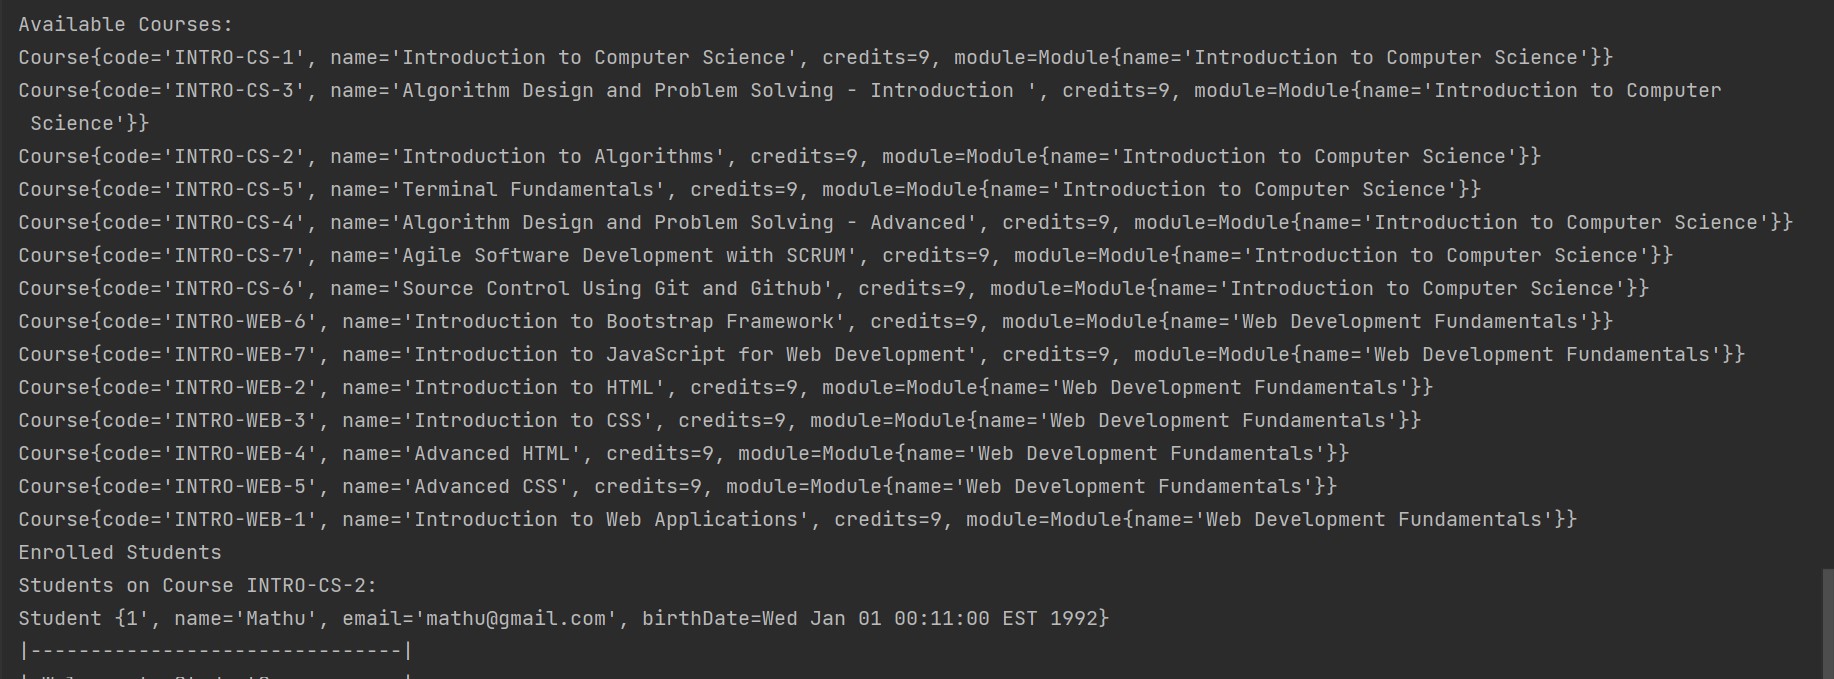 Available Courses:
Course{code='INTRO-CS-1', name='Introduction to Computer Science', credits=9, module=Module{name='Introduction to Computer Science'}}
Course{code='INTRO-CS-3', name='Algorithm Design and Problem Solving - Introduction ', credits=9, module=Module{name='Introduction to Computer
Science'}}
Course{code='INTRO-CS-2', name='Introduction to Algorithms', credits=9, module=Module{name='Introduction to Computer Science'}}
Course{code='INTRO-CS-5', name='Terminal Fundamentals', credits=9, module=Module{name='Introduction to Computer Science'}}
Course{code='INTRO-CS-4', name='Algorithm Design and Problem Solving - Advanced', credits=9, module=Module{name='Introduction to Computer Science'}}
Course{code='INTRO-CS-7', name='Agile Software Development with SCRUM', credits=9, module=Module{name='Introduction to Computer Science'}}
Course{code='INTRO-CS-6', name='Source Control Using Git and Github', credits=9, module=Module{name='Introduction to Computer Science'}}
Course{code='INTRO-WEB-6', name='Introduction to Bootstrap Framework', credits=9, module=Module{name='Web Development Fundamentals'}}
Course{code='INTRO-WEB-7', name='Introduction to JavaScript for Web Development', credits=9, module=Module{name='Web Development Fundamentals'}}
Course{code='INTRO-WEB-2', name='Introduction to HTML', credits=9, module=Module{name='Web Development Fundamentals'}}
Course{code='INTRO-WEB-3', name='Introduction to CSS', credits=9, module=Module{name='Web Development Fundamentals'}}
Course{code='INTRO-WEB-4', name='Advanced HTML', credits=9, module=Module{name='Web Development Fundamentals'}}
Course{code='INTRO-WEB-5', name='Advanced CSS', credits=9, module=Module{name='Web Development Fundamentals'}}
Course{code='INTRO-WEB-1', name='Introduction to Web Applications', credits=9, module=Module{name='Web Development Fundamentals'}}
Enrolled Students
Students on Course INTRO-CS-2:
Student {1', name='Mathu', email='mathu@gmail.com', birthDate=Wed Jan 01 00:11:00 EST 1992}
|-------------------------------|